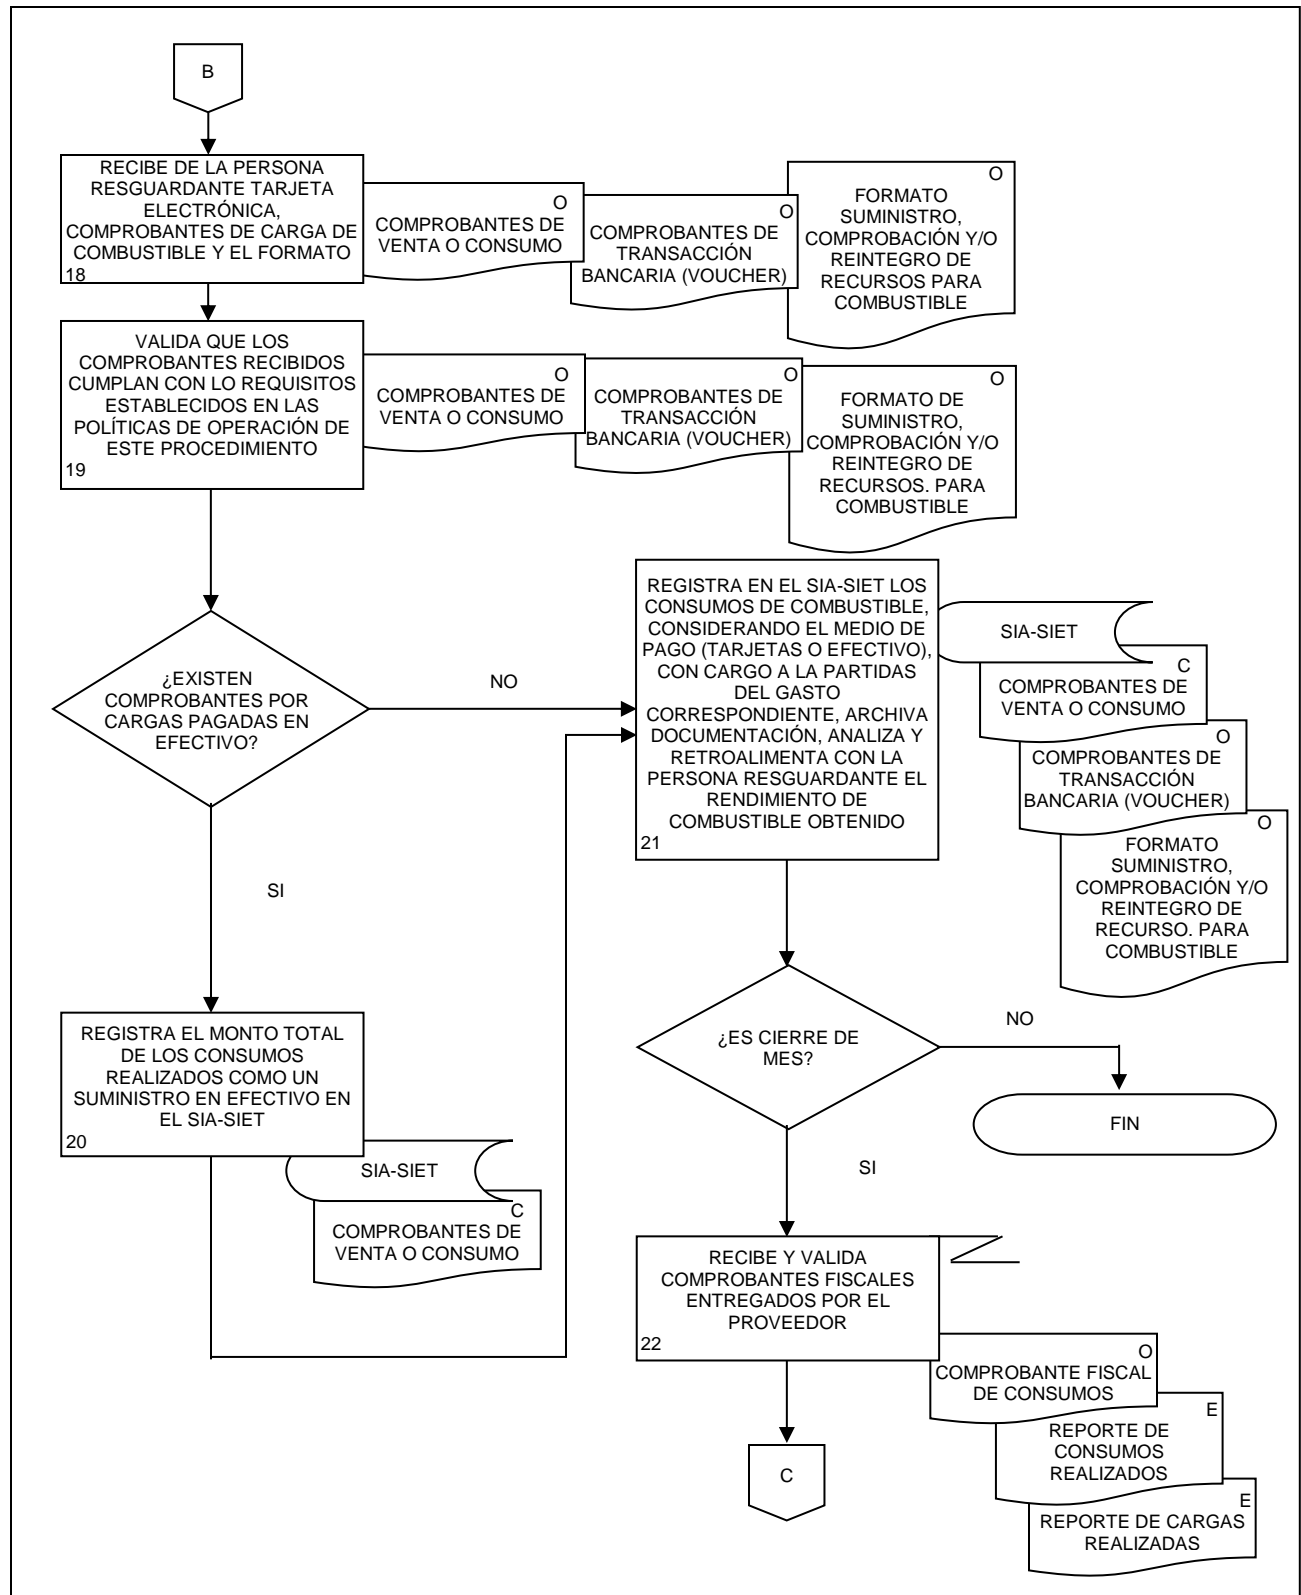 B
RECIBE DE LA PERSONA
RESGUARDANTE TARJETA
ELECTRÓNICA,
COMPROBANTES DE CARGA DE
COMBUSTIBLE Y EL FORMATO
18
O
COMPROBANTES DE
VENTA O CONSUMO
O
COMPROBANTES DE
TRANSACCIÓN
BANCARIA (VOUCHER)
O
FORMATO
SUMINISTRO,
COMPROBACIÓN Y/O
REINTEGRO DE
RECURSOS PARA
COMBUSTIBLE
VALIDA QUE LOS
COMPROBANTES RECIBIDOS
CUMPLAN CON LO REQUISITOS
ESTABLECIDOS EN LAS
POLÍTICAS DE OPERACIÓN DE
ESTE PROCEDIMIENTO
19
O
COMPROBANTES DE
VENTA O CONSUMO
O
COMPROBANTES DE
TRANSACCIÓN
BANCARIA (VOUCHER)
O
FORMATO DE
SUMINISTRO,
COMPROBACIÓN Y/O
REINTEGRO DE
RECURSOS. PARA
COMBUSTIBLE
¿EXISTEN
COMPROBANTES POR
CARGAS PAGADAS EN
EFECTIVO?
NO
SI
REGISTRA EL MONTO TOTAL
DE LOS CONSUMOS
REALIZADOS COMO UN
SUMINISTRO EN EFECTIVO EN
EL SIA-SIET
20
SIA-SIET
C
COMPROBANTES DE
VENTA O CONSUMO
REGISTRA EN EL SIA-SIET LOS
CONSUMOS DE COMBUSTIBLE,
CONSIDERANDO EL MEDIO DE
PAGO (TARJETAS O EFECTIVO),
CON CARGO A LA PARTIDAS
DEL GASTO
CORRESPONDIENTE, ARCHIVA
DOCUMENTACIÓN, ANALIZA Y
RETROALIMENTA CON LA
PERSONA RESGUARDANTE EL
RENDIMIENTO DE
COMBUSTIBLE OBTENIDO
21
SIA-SIET
C
COMPROBANTES DE
VENTA O CONSUMO
O
COMPROBANTES DE
TRANSACCIÓN
BANCARIA (VOUCHER)
O
FORMATO
SUMINISTRO,
COMPROBACIÓN Y/O
REINTEGRO DE
RECURSO. PARA
COMBUSTIBLE
¿ES CIERRE DE
MES?
NO
FIN
SI
RECIBE Y VALIDA
COMPROBANTES FISCALES
ENTREGADOS POR EL
PROVEEDOR
22
O
COMPROBANTE FISCAL
DE CONSUMOS
E
REPORTE DE
CONSUMOS
REALIZADOS
E
REPORTE DE CARGAS
REALIZADAS
C